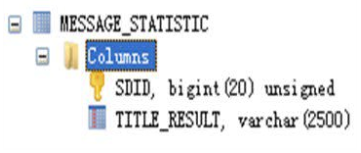 MESSAGE_STATISTIC
Columns
SDID, bigint(20) unsigned
TITLE_RESULT, varchar(2500)